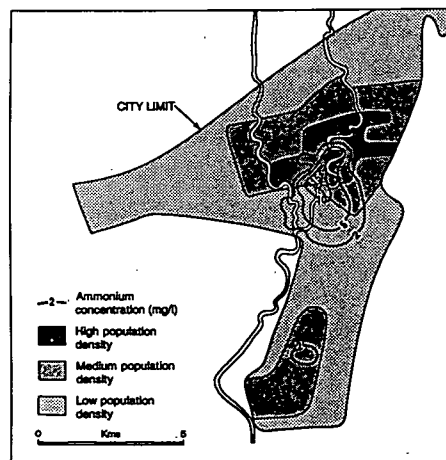 CITY LIMIT
—2— Ammonium
concentration (mg/l)
High population
density
Medium population
density
Low population
density
0 Kms 5